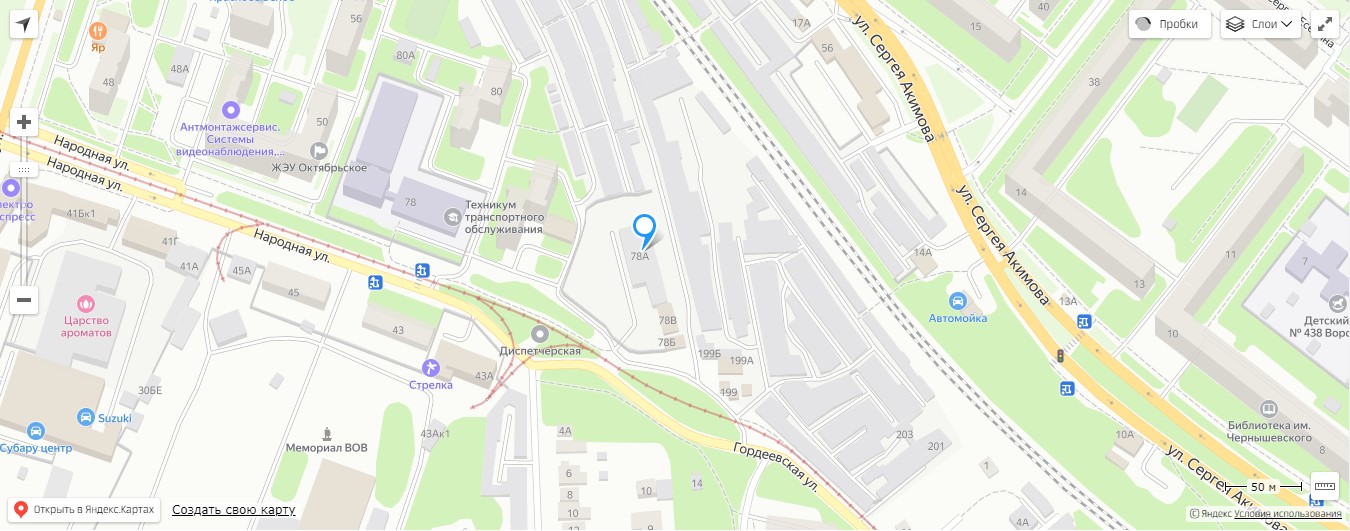 56
17А
15
Пробки
Слои
Яр
80А
56
ул. Сергея Акимова
48
48А
80
38
50
Антмонтажсервис.
Системы
видеонаблюдения,...
ЖЭУ Октябрьское
Народная ул.
Народная ул.
78
Техникум
транспортного
обслуживания
14
ул. Сергея Акимова
41Бк1
41Г
Народная ул.
41А
45А
45
78А
14А
13
7
13А
Царство
ароматов
Автомойка
43
78В
78Б
Диспетчерская
199Б
199А
10
Детский
№ 438 Воро
Стрелка
43А
30БЕ
199
Suzuki
Субару центр
Мемориал ВОВ
43Ак1
4А
Гордеевская ул.
203
201
10А
8
Библиотека им.
Чернышевского
6
8
10
14
1
12
9
10
ул. Сергея Акимова
50 м
Открыть в Яндекс.Картах
Создать свою карту
© Яндекс Условия использования